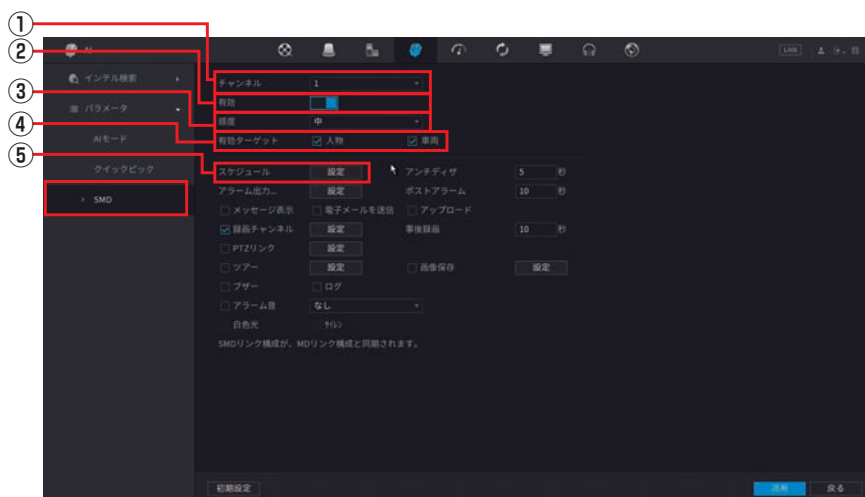 ①
②
③
④
⑤
AI
LIVE
インテル検索
パラメータ
AIモード
クイックピック
SMD
チャンネル 1
有効
感度 中
有効ターゲット 人物 車両
スケジュール 設定 アンチディザ 5 秒
アラーム出力... 設定 ポストアラーム 10 秒
メッセージ表示 電子メールを送信 アップロード
録画チャンネル 設定 事後録画 10 秒
PTZリンク 設定
ツアー 設定 画像保存 設定
ブザー ログ
アラーム音 なし
白色光 サイレン
SMDリンク構成が、MDリンク構成と同期されます。
初期設定 適用 戻る